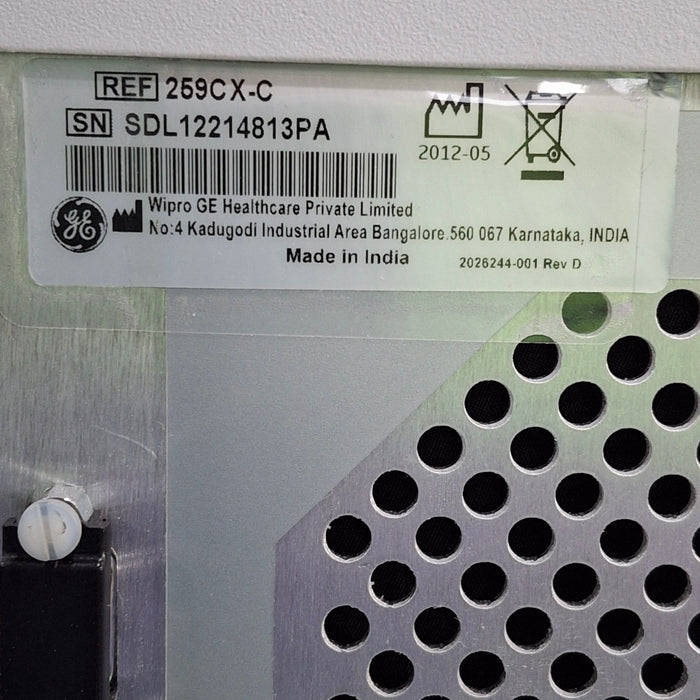 REF 259CX-C
SN SDL12214813PA
2012-05
GE
Wipro GE Healthcare Private Limited
No:4 Kadugodi Industrial Area Bangalore.560 067 Karnataka, INDIA
Made in India
2026244-001 Rev D